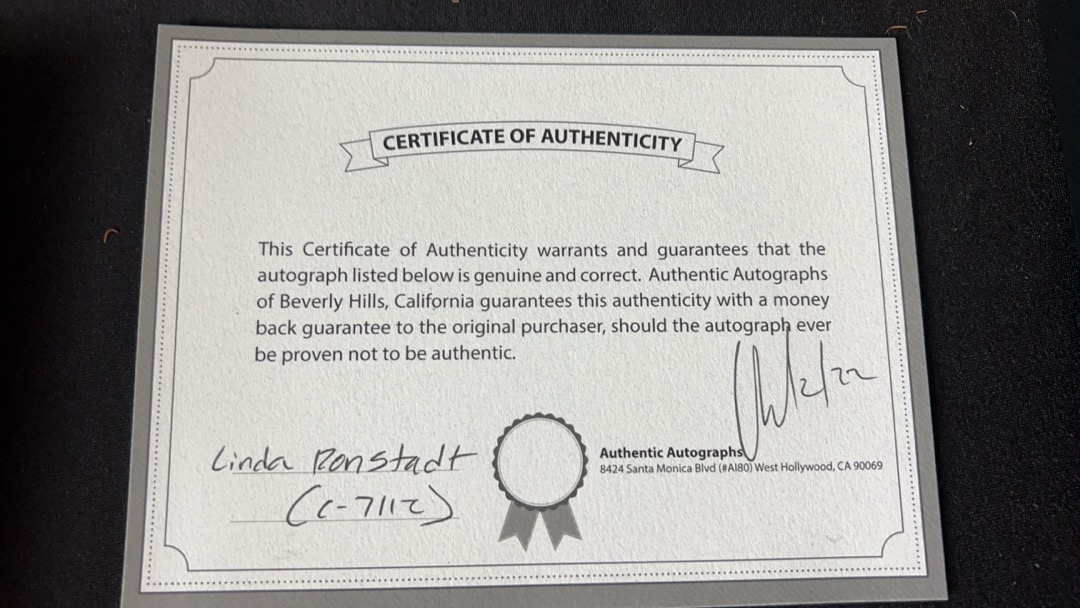 CERTIFICATE OF AUTHENTICITY
This Certificate of Authenticity warrants and guarantees that the
autograph listed below is genuine and correct. Authentic Autographs
of Beverly Hills, California guarantees this authenticity with a money
back guarantee to the original purchaser, should the autograph ever
be proven not to be authentic.
2/22
Linda Ronstadt
(C-7112)
Authentic Autographs
8424 Santa Monica Blvd (#A180) West Hollywood, CA 90069